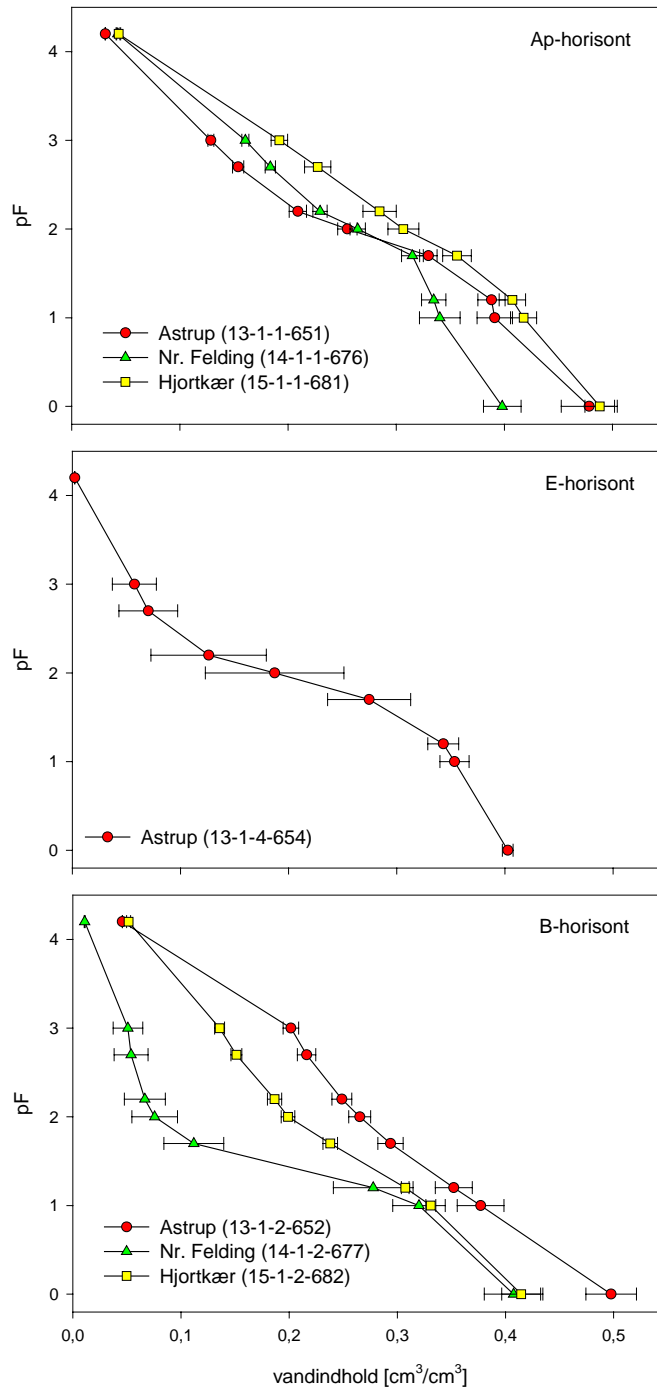 Ap-horisont
4
3
2
1
0
pF
Astrup (13-1-1-651)
Nr. Felding (14-1-1-676)
Hjortkær (15-1-1-681)
E-horisont
4
3
2
1
0
pF
Astrup (13-1-4-654)
B-horisont
4
3
2
1
0
pF
Astrup (13-1-2-652)
Nr. Felding (14-1-2-677)
Hjortkær (15-1-2-682)
0,0 0,1 0,2 0,3 0,4 0,5
vandindhold [cm³/cm³]